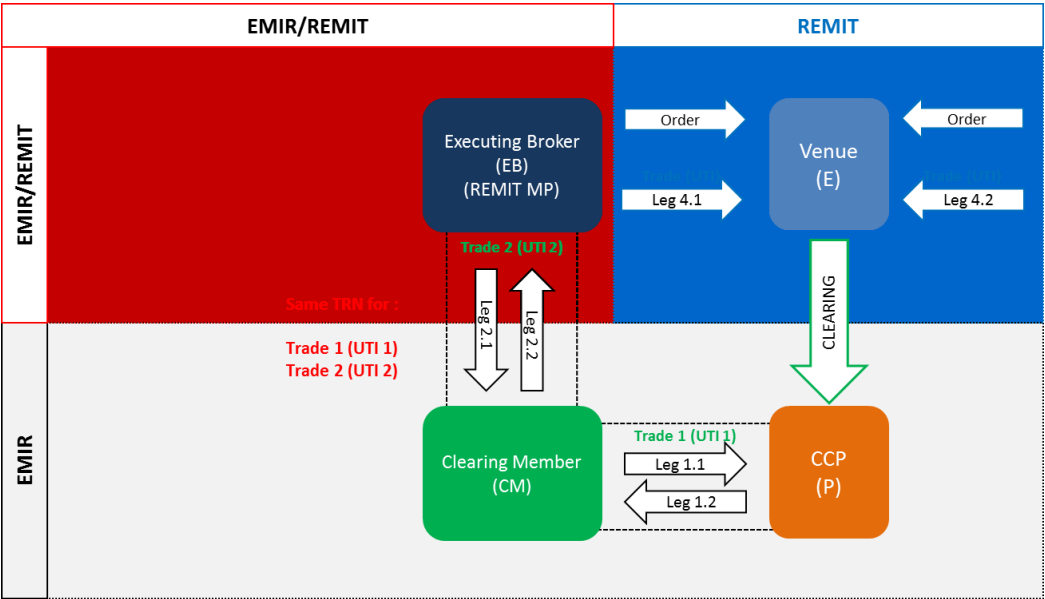 EMIR/REMIT
REMIT
EMIR/REMIT
Executing Broker
(EB)
(REMIT MP)
Order
Venue
(E)
Order
Leg 4.1
Leg 4.2
Trade 2 (UTI 2)
Leg 2.1
Leg 2.2
CLEARING
Same TRN for :
Trade 1 (UTI 1)
Trade 2 (UTI 2)
EMIR
Clearing Member
(CM)
Trade 1 (UTI 1)
Leg 1.1
Leg 1.2
CCP
(P)